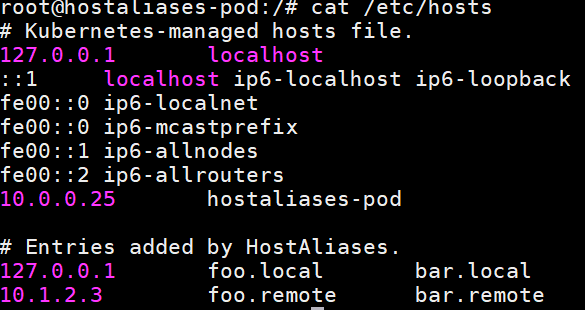 root@hostaliases-pod:/# cat /etc/hosts
# Kubernetes-managed hosts file.
127.0.0.1 localhost
::1 localhost ip6-localhost ip6-loopback
fe00::0 ip6-localnet
fe00::0 ip6-mcastprefix
fe00::1 ip6-allnodes
fe00::2 ip6-allrouters
10.0.0.25 hostaliases-pod
# Entries added by HostAliases.
127.0.0.1 foo.local bar.local
10.1.2.3 foo.remote bar.remote